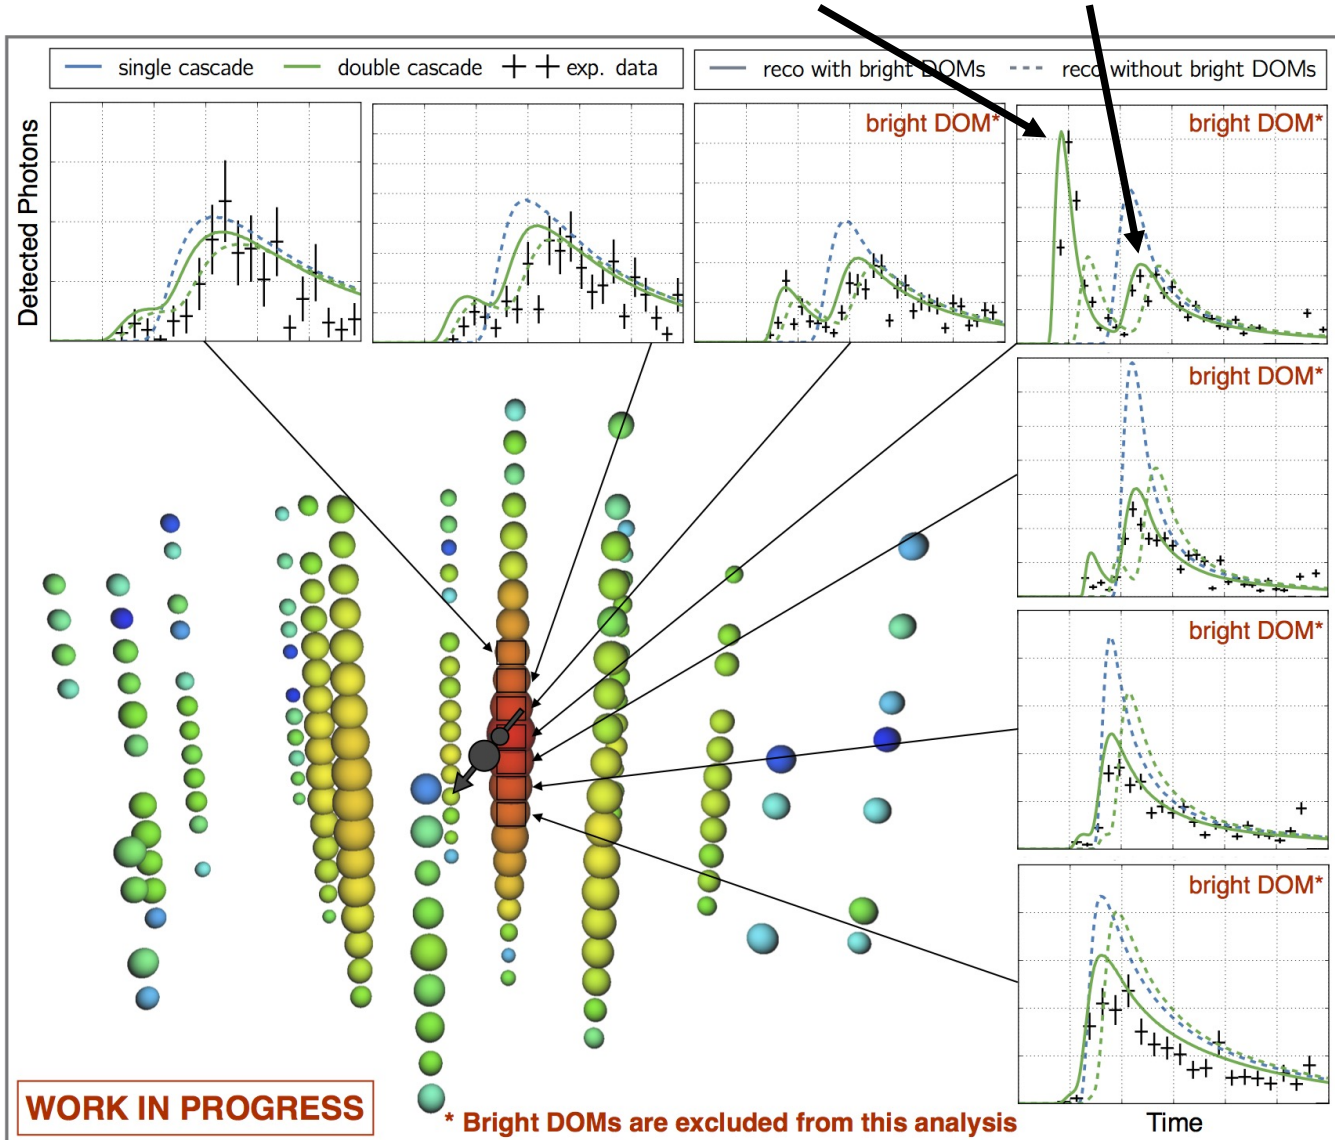 single cascade double cascade exp. data reco with bright DOMs reco without bright DOMs
Detected Photons
bright DOM*
bright DOM*
bright DOM*
bright DOM*
bright DOM*
WORK IN PROGRESS
* Bright DOMs are excluded from this analysis
Time